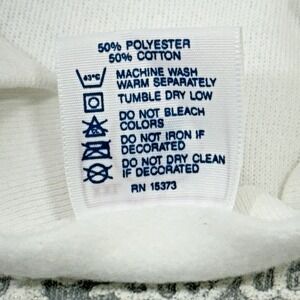 50% POLYESTER
50% COTTON
43°C MACHINE WASH
WARM SEPARATELY
TUMBLE DRY LOW
DO NOT BLEACH
COLORS
DO NOT IRON IF
DECORATED
DO NOT DRY CLEAN
IF DECORATED
RN 15373